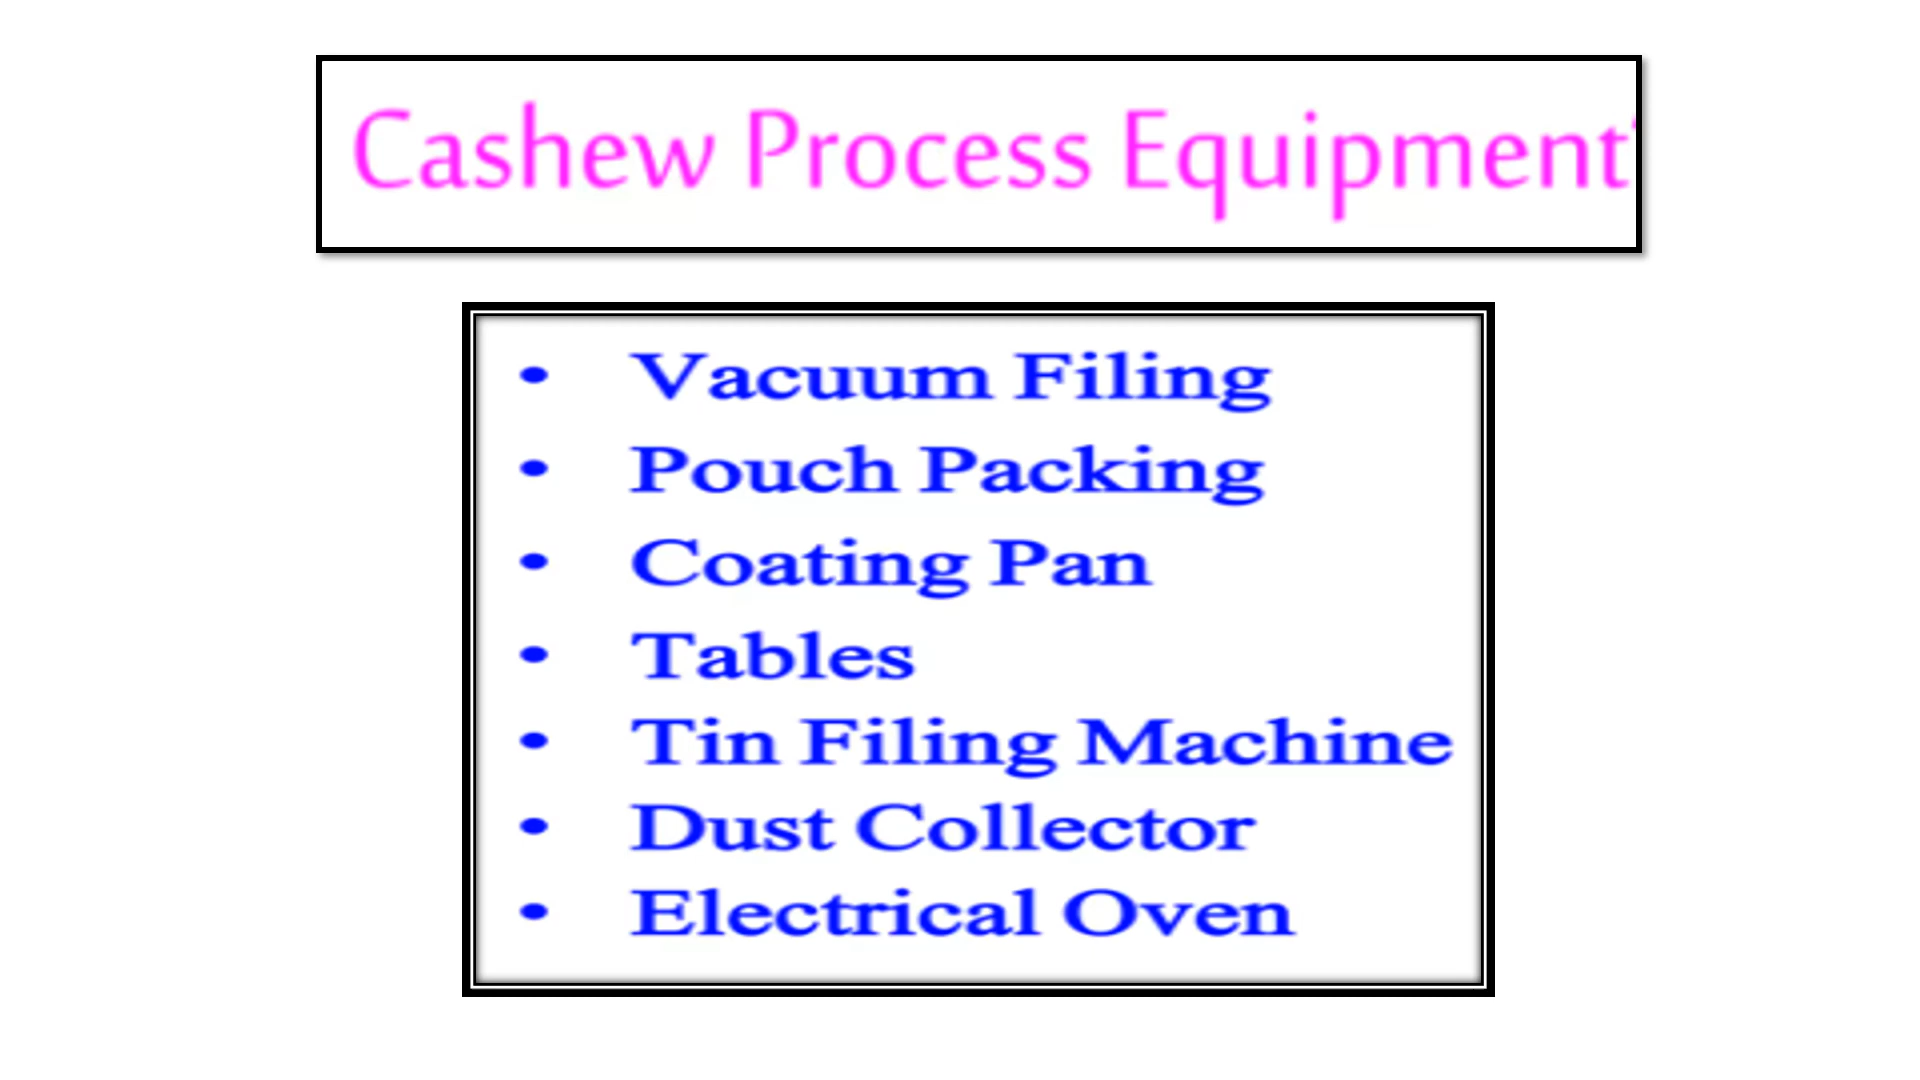 Cashew Process Equipment
• Vacuum Filing
• Pouch Packing
• Coating Pan
• Tables
• Tin Filing Machine
• Dust Collector
• Electrical Oven